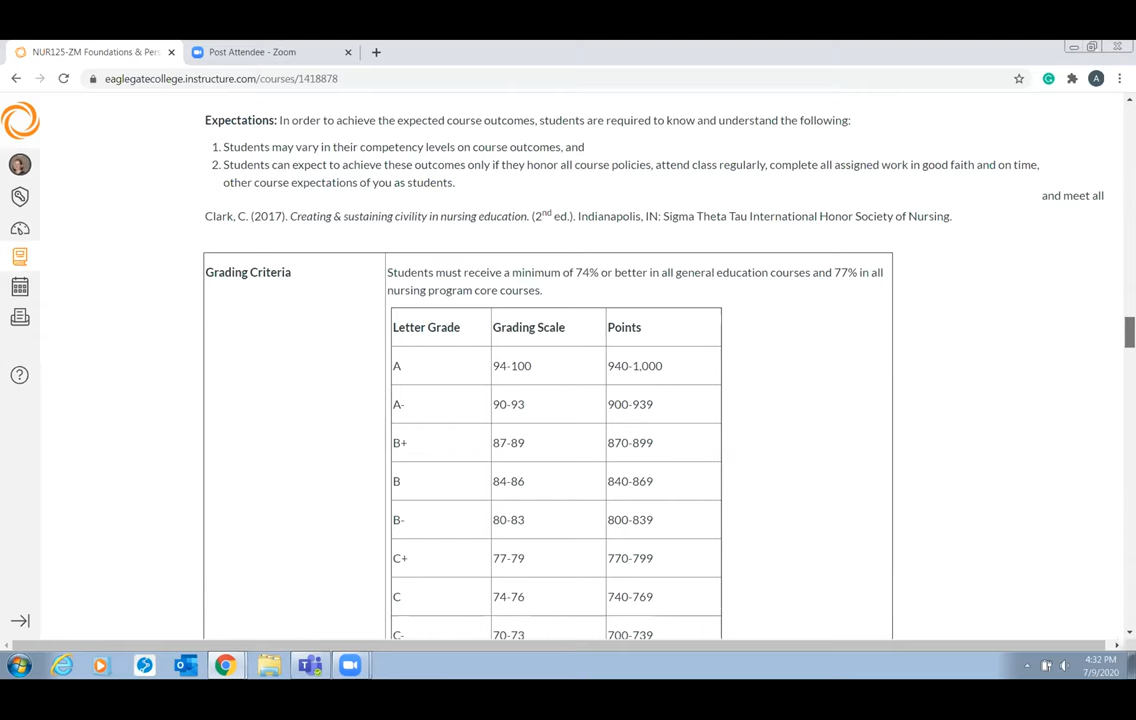 NUR125-ZM Foundations & Per
Post Attendee - Zoom
eaglegatecollege.instructure.com/courses/1418878
A
Expectations: In order to achieve the expected course outcomes, students are required to know and understand the following:
1. Students may vary in their competency levels on course outcomes, and
2. Students can expect to achieve these outcomes only if they honor all course policies, attend class regularly, complete all assigned work in good faith and on time,
other course expectations of you as students.
and meet all
Clark, C. (2017). Creating & sustaining civility in nursing education. (2nd ed.). Indianapolis, IN: Sigma Theta Tau International Honor Society of Nursing.
Grading Criteria
Students must receive a minimum of 74% or better in all general education courses and 77% in all
nursing program core courses.
Letter Grade Grading Scale Points
A 94-100 940-1,000
A- 90-93 900-939
B+ 87-89 870-899
B 84-86 840-869
B- 80-83 800-839
C+ 77-79 770-799
C 74-76 740-769
C- 70-73 700-739
4:32 PM
7/9/2020